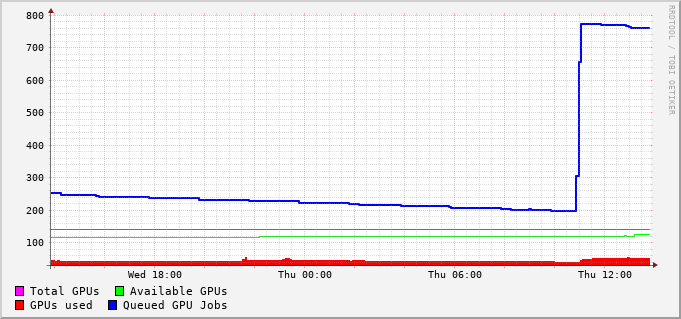 800
700
600
500
400
300
200
100
Wed 18:00 Thu 00:00 Thu 06:00 Thu 12:00
Total GPUs Available GPUs
GPUs used Queued GPU Jobs
RRDTOOL / TOBI OETIKER